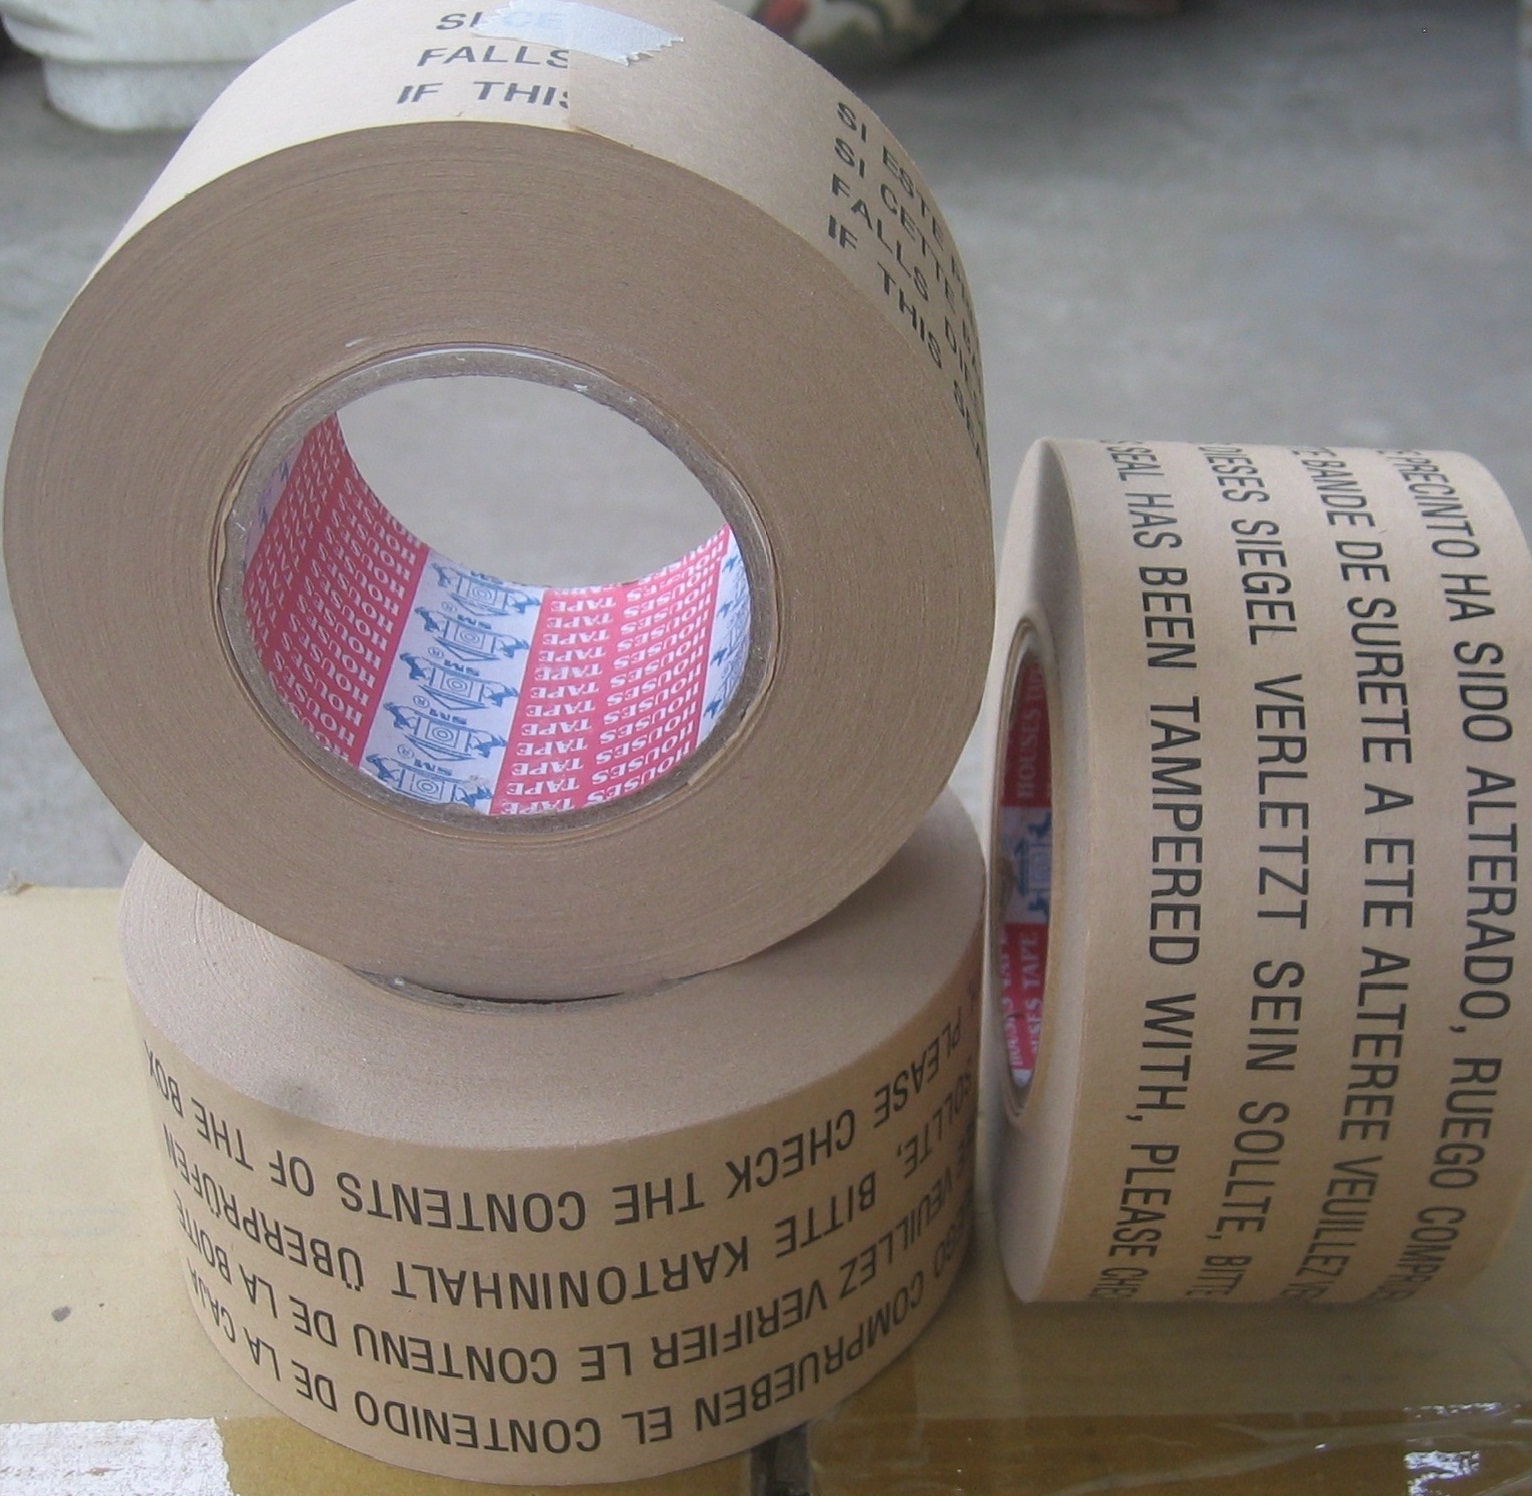 FALLS
IF THIS
SI ESTE
SI CETTE
FALLS
IF THIS
HOUSES TAPE
SM®
PRECINTO HA SIDO ALTERADO, RUEGO
BANDE DE SURETE A ETE ALTEREE VEUILLEZ
DIESES SIEGEL VERLETZT SEIN SOLLTE, BITTE
SEAL HAS BEEN TAMPERED WITH, PLEASE
HOUSES TAPE
PLEASE CHECK THE CONTENTS OF THE BOX
SOLLTE, BITTE KARTONINHALT ÜBERPRÜFEN
VEUILLEZ VERIFIER LE CONTENU DE LA BOITE
COMPRUEBEN EL CONTENIDO DE LA CAJA